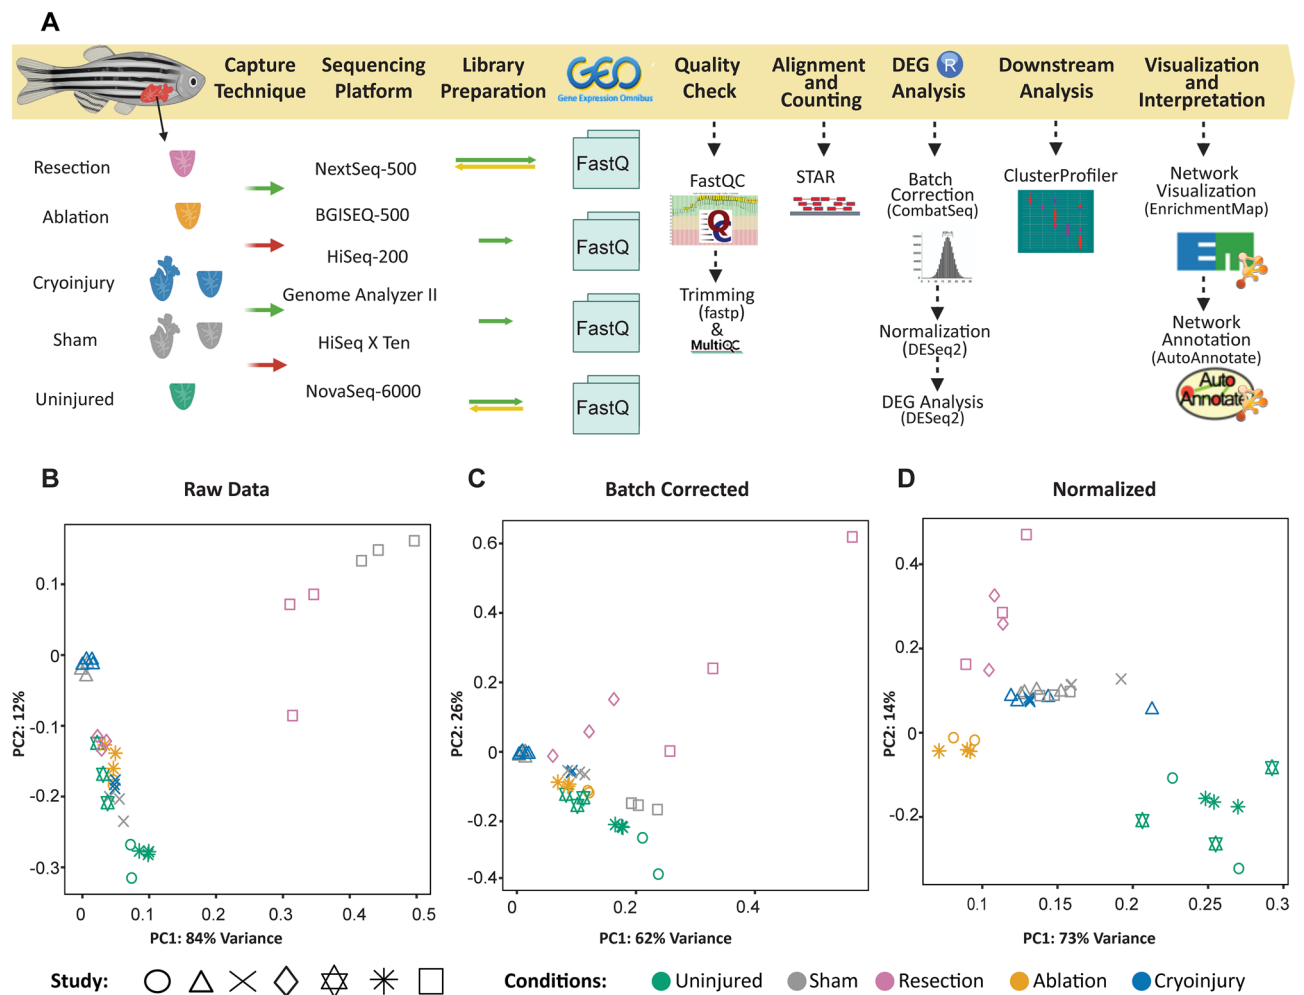 A
Capture Technique
Sequencing Platform
Library Preparation
GEO
Gene Expression Omnibus
Quality Check
Alignment and Counting
DEG R Analysis
Downstream Analysis
Visualization and Interpretation
Resection
Ablation
Cryoinjury
Sham
Uninjured
NextSeq-500
BGISEQ-500
HiSeq-200
Genome Analyzer II
HiSeq X Ten
NovaSeq-6000
FastQ
FastQ
FastQ
FastQ
FastQC
QC
Trimming
(fastp)
&
MultiQC
STAR
Batch
Correction
(CombatSeq)
Normalization
(DESeq2)
DEG Analysis
(DESeq2)
ClusterProfiler
Network
Visualization
(EnrichmentMap)
Em
Network
Annotation
(AutoAnnotate)
Auto
Annotate
B
Raw Data
0.1
0
-0.1
-0.2
-0.3
PC2: 12%
0 0.1 0.2 0.3 0.4 0.5
PC1: 84% Variance
C
Batch Corrected
0.6
0.4
0.2
0
-0.2
-0.4
PC2: 26%
0 0.2 0.4
PC1: 62% Variance
D
Normalized
0.4
0.2
0
-0.2
PC2: 14%
0.1 0.15 0.2 0.25 0.3
PC1: 73% Variance
Study:
Conditions: Uninjured Sham Resection Ablation Cryoinjury